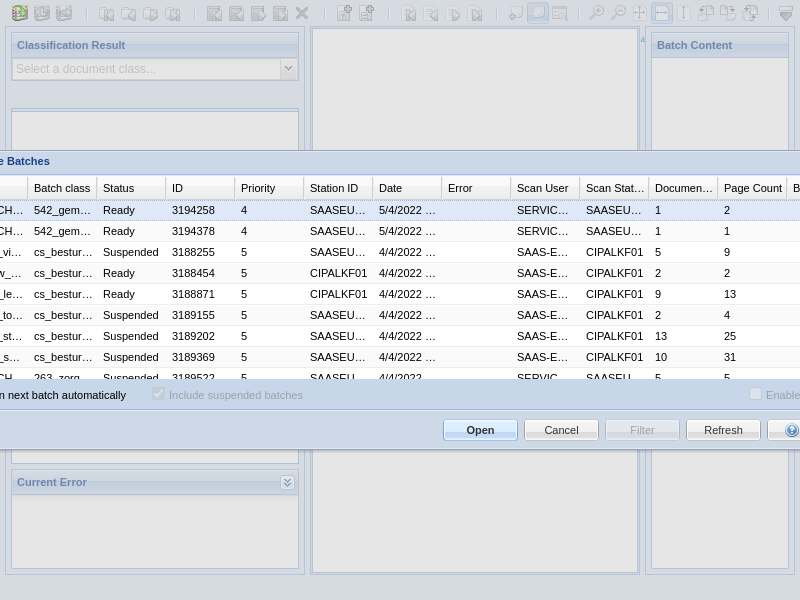 Classification Result
Select a document class...
Batch Content
e Batches
Batch class Status ID Priority Station ID Date Error Scan User Scan Stat... Documen... Page Count B
CH... 542_gem... Ready 3194258 4 SAASEU... 5/4/2022 ... SERVIC... SAASEU... 1 2
CH... 542_gem... Ready 3194378 4 SAASEU... 5/4/2022 ... SERVIC... SAASEU... 1 1
_vi... cs_bestur... Suspended 3188255 5 SAASEU... 4/4/2022 ... SAAS-E... CIPALKF01 5 9
w_... cs_bestur... Ready 3188454 5 CIPALKF01 4/4/2022 ... SAAS-E... CIPALKF01 2 2
_le... cs_bestur... Ready 3188871 5 CIPALKF01 4/4/2022 ... SAAS-E... CIPALKF01 9 13
_to... cs_bestur... Suspended 3189155 5 SAASEU... 4/4/2022 ... SAAS-E... CIPALKF01 2 4
_st... cs_bestur... Suspended 3189202 5 SAASEU... 4/4/2022 ... SAAS-E... CIPALKF01 13 25
_s... cs_bestur... Suspended 3189369 5 SAASEU... 4/4/2022 ... SAAS-E... CIPALKF01 10 31
CH... 263_zorg... Suspended 3189522 5 SAASEU... 4/4/2022 ... SERVIC... SAASEU... 5 5
n next batch automatically Include suspended batches Enable
Open Cancel Filter Refresh
Current Error